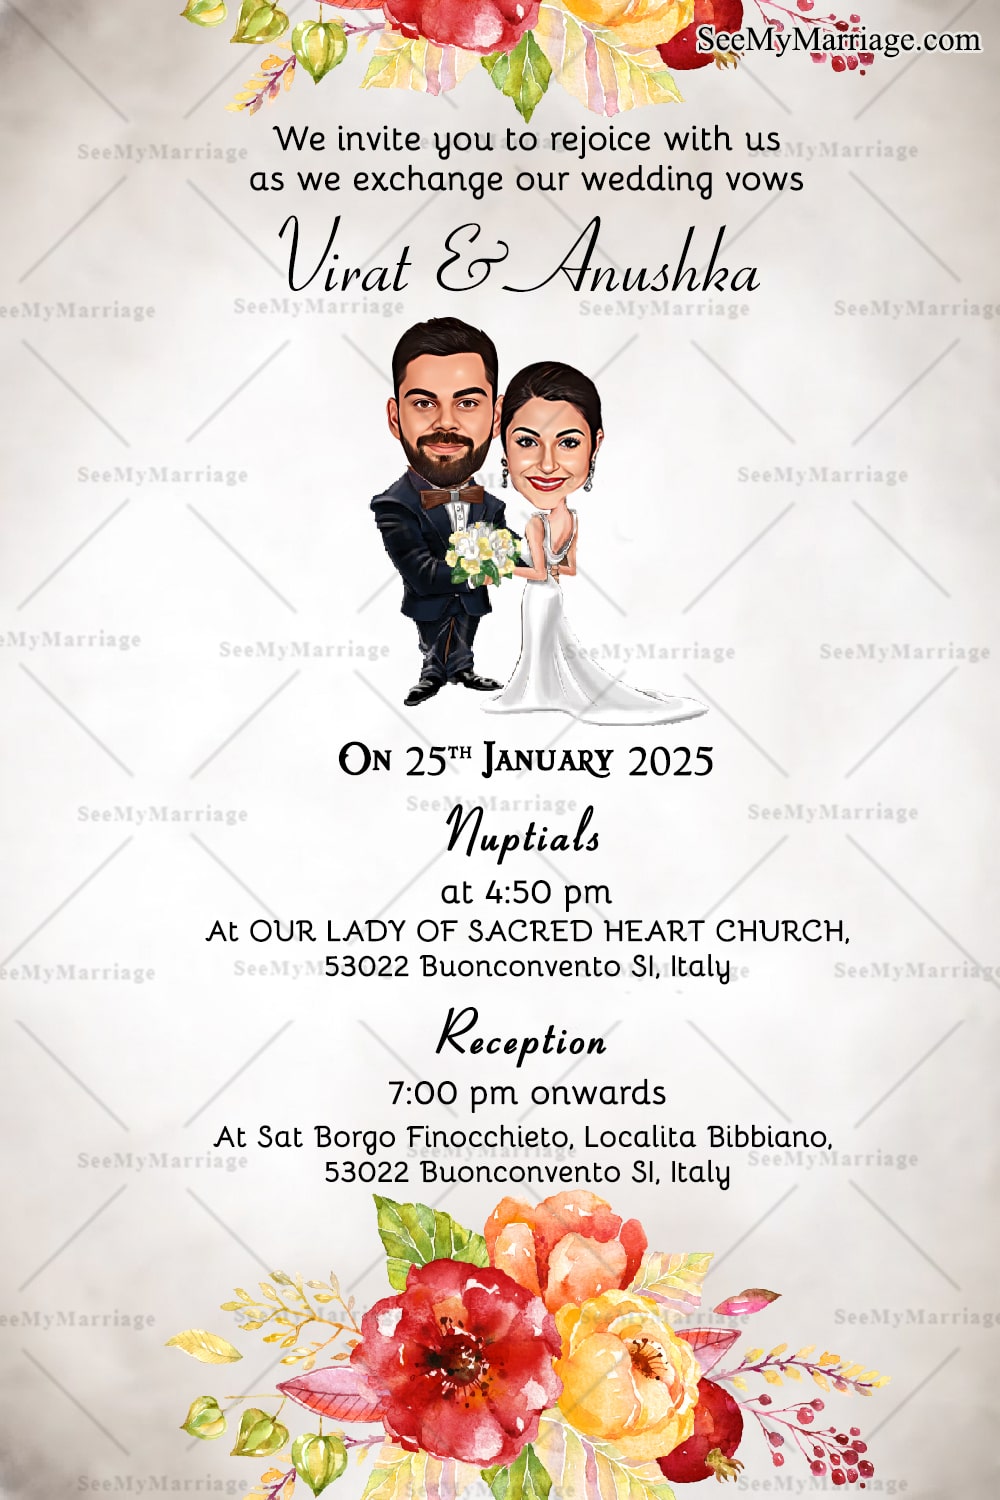 SeeMyMarriage.com
We invite you to rejoice with us
as we exchange our wedding vows
Virat & Anushka
On 25TH January 2025
Nuptials
at 4:50 pm
At OUR LADY OF SACRED HEART CHURCH,
53022 Buonconvento SI, Italy
Reception
7:00 pm onwards
At Sat Borgo Finocchieto, Localita Bibbiano,
53022 Buonconvento SI, Italy